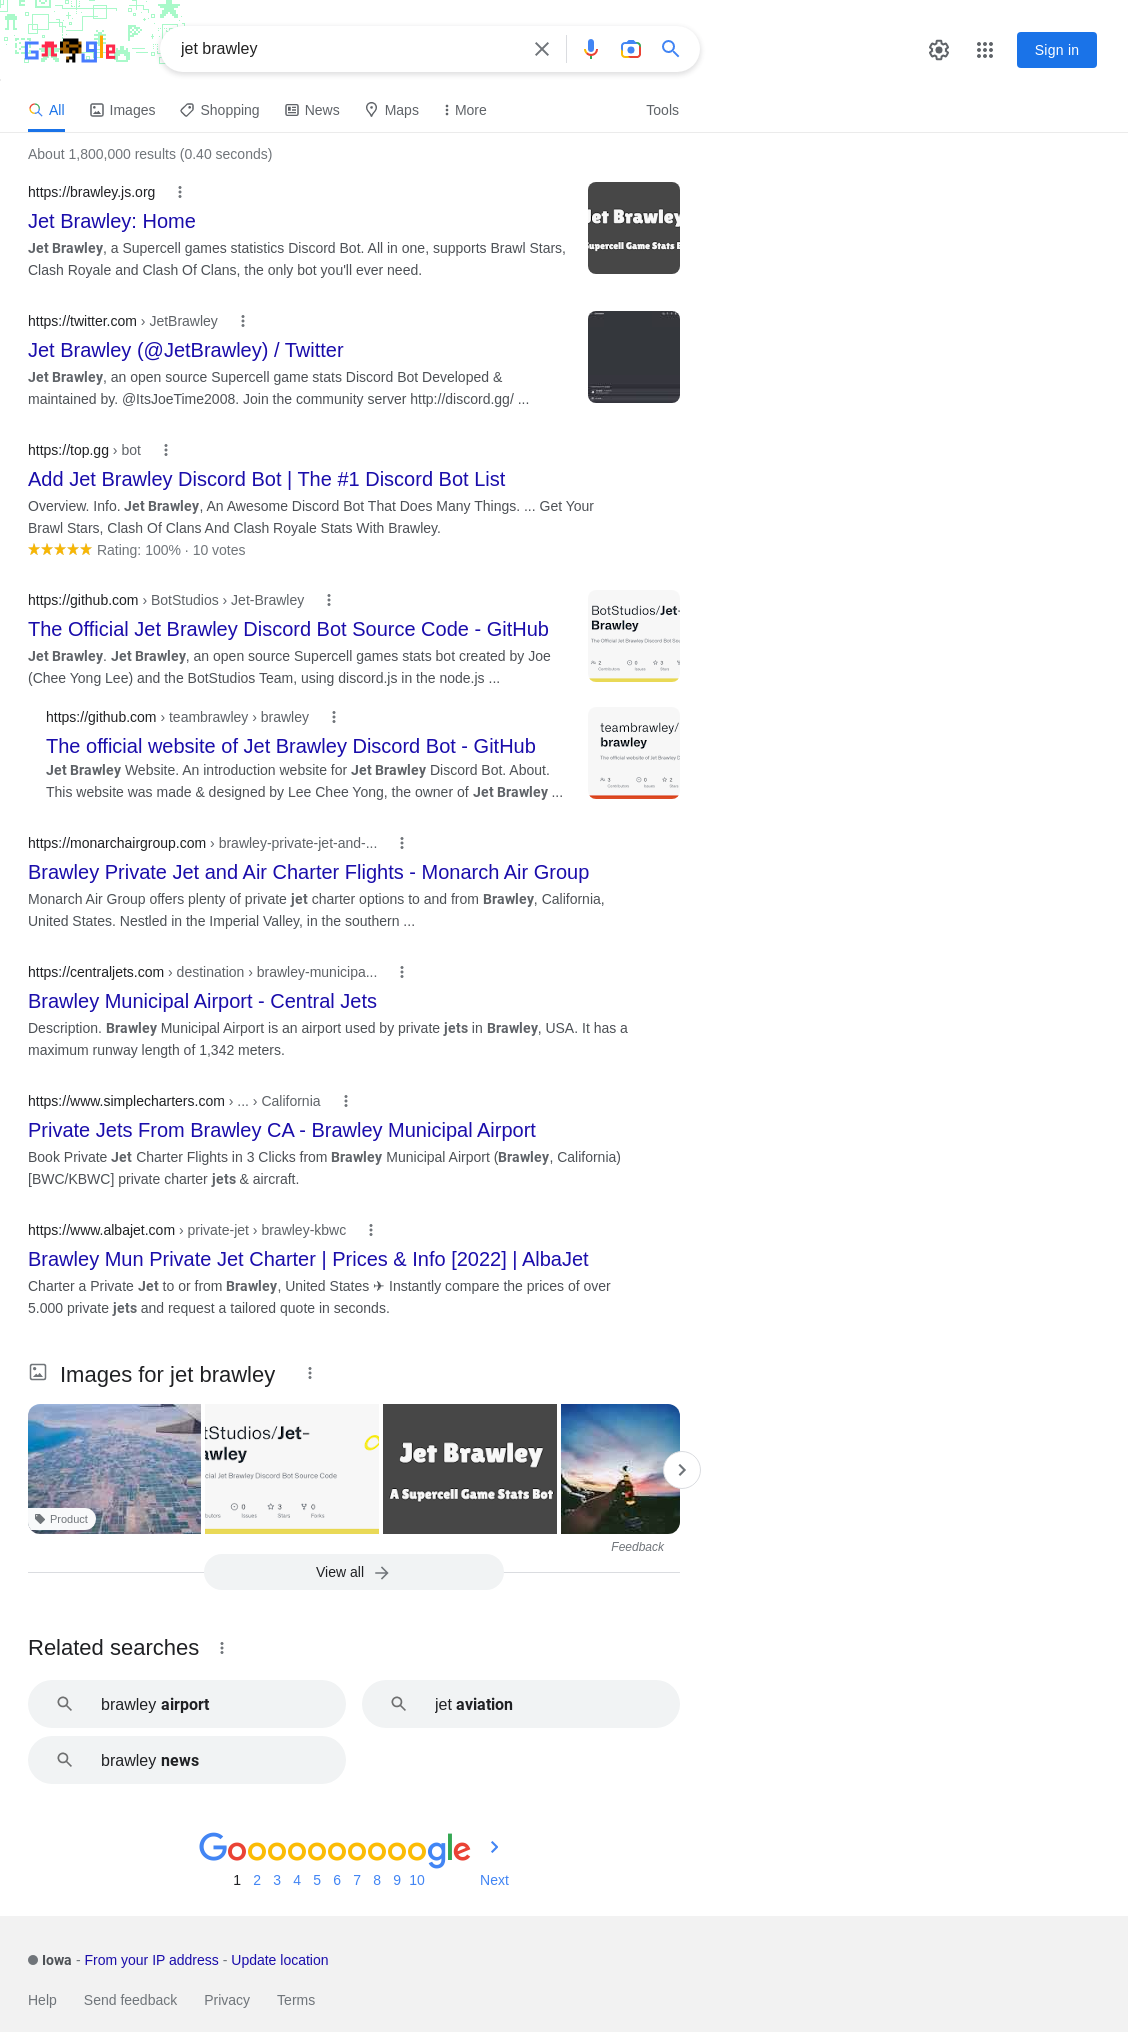 jet brawley
Sign in
All
Images
Shopping
News
Maps
More
Tools
About 1,800,000 results (0.40 seconds)
https://brawley.js.org
Jet Brawley: Home
Jet Brawley, a Supercell games statistics Discord Bot. All in one, supports Brawl Stars,
Clash Royale and Clash Of Clans, the only bot you'll ever need.
Jet Brawley
https://twitter.com › JetBrawley
Jet Brawley (@JetBrawley) / Twitter
Jet Brawley, an open source Supercell game stats Discord Bot Developed &
maintained by. @ItsJoeTime2008. Join the community server http://discord.gg/ ...
https://top.gg › bot
Add Jet Brawley Discord Bot | The #1 Discord Bot List
Overview. Info. Jet Brawley, An Awesome Discord Bot That Does Many Things. ... Get Your
Brawl Stars, Clash Of Clans And Clash Royale Stats With Brawley.
Rating: 100% · 10 votes
https://github.com › BotStudios › Jet-Brawley
The Official Jet Brawley Discord Bot Source Code - GitHub
Jet Brawley. Jet Brawley, an open source Supercell games stats bot created by Joe
(Chee Yong Lee) and the BotStudios Team, using discord.js in the node.js ...
BotStudios/Jet-
Brawley
https://github.com › teambrawley › brawley
The official website of Jet Brawley Discord Bot - GitHub
Jet Brawley Website. An introduction website for Jet Brawley Discord Bot. About.
This website was made & designed by Lee Chee Yong, the owner of Jet Brawley ...
teambrawley/
brawley
https://monarchairgroup.com › brawley-private-jet-and-...
Brawley Private Jet and Air Charter Flights - Monarch Air Group
Monarch Air Group offers plenty of private jet charter options to and from Brawley, California,
United States. Nestled in the Imperial Valley, in the southern ...
https://centraljets.com › destination › brawley-municipa...
Brawley Municipal Airport - Central Jets
Description. Brawley Municipal Airport is an airport used by private jets in Brawley, USA. It has a
maximum runway length of 1,342 meters.
https://www.simplecharters.com › ... › California
Private Jets From Brawley CA - Brawley Municipal Airport
Book Private Jet Charter Flights in 3 Clicks from Brawley Municipal Airport (Brawley, California)
[BWC/KBWC] private charter jets & aircraft.
https://www.albajet.com › private-jet › brawley-kbwc
Brawley Mun Private Jet Charter | Prices & Info [2022] | AlbaJet
Charter a Private Jet to or from Brawley, United States ✈ Instantly compare the prices of over
5.000 private jets and request a tailored quote in seconds.
Images for jet brawley
Product
tStudios/Jet-
awley
cial Jet Brawley Discord Bot Source Code
0 3 0
Issues Stars Forks
Jet Brawley
A Supercell Game Stats Bot
Feedback
View all
Related searches
brawley airport
jet aviation
brawley news
Goooooooooogle
1 2 3 4 5 6 7 8 9 10 Next
Iowa - From your IP address - Update location
Help Send feedback Privacy Terms